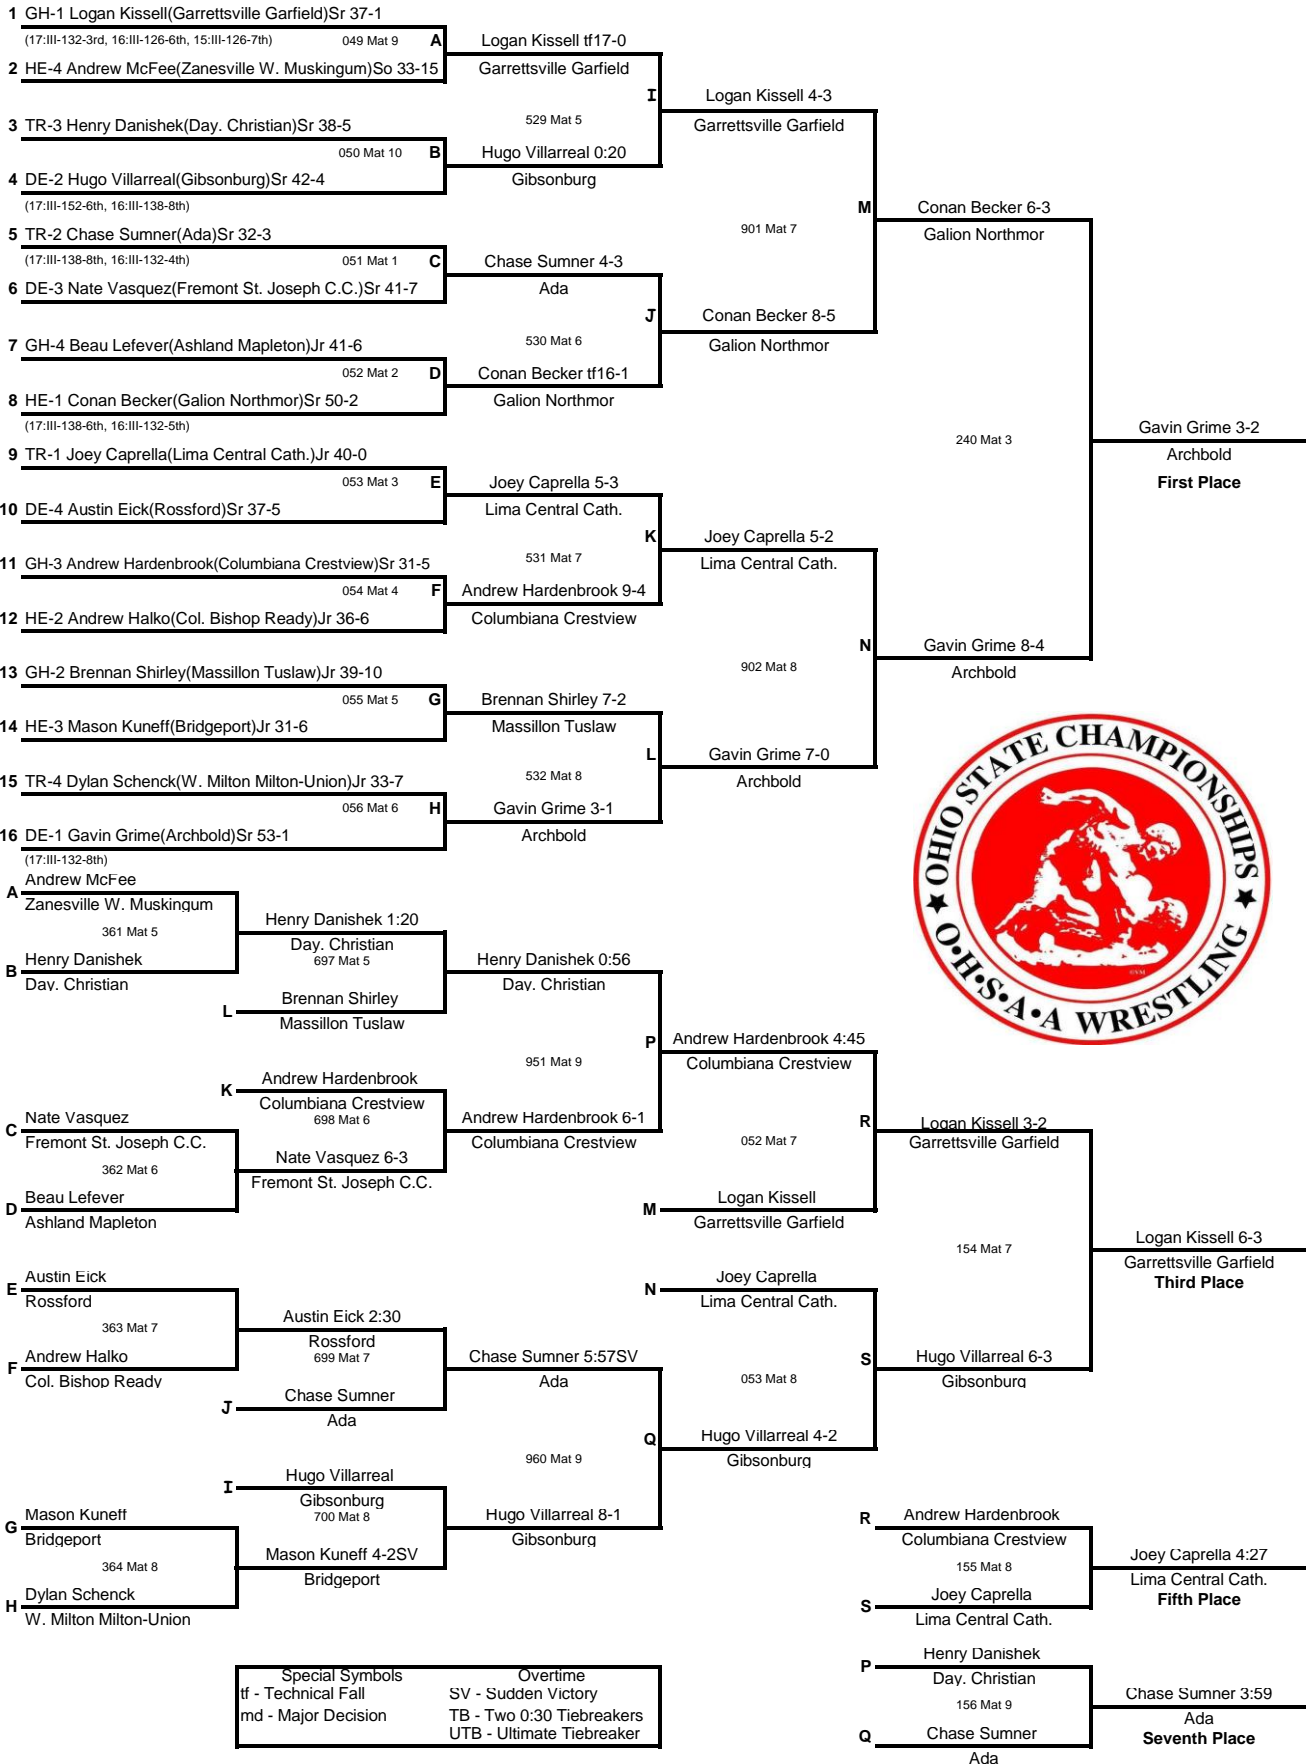 1 GH-1 Logan Kissell(Garrettsville Garfield)Sr 37-1
(17:III-132-3rd, 16:III-126-6th, 15:III-126-7th) 049 Mat 9 A
2 HE-4 Andrew McFee(Zanesville W. Muskingum)So 33-15
Logan Kissell tf17-0
Garrettsville Garfield
3 TR-3 Henry Danishek(Day. Christian)Sr 38-5
050 Mat 10 B
4 DE-2 Hugo Villarreal(Gibsonburg)Sr 42-4
(17:III-152-6th, 16:III-138-8th)
Hugo Villarreal 0:20
Gibsonburg
529 Mat 5 I
Logan Kissell 4-3
Garrettsville Garfield
5 TR-2 Chase Sumner(Ada)Sr 32-3
(17:III-138-8th, 16:III-132-4th) 051 Mat 1 C
6 DE-3 Nate Vasquez(Fremont St. Joseph C.C.)Sr 41-7
Chase Sumner 4-3
Ada
7 GH-4 Beau Lefever(Ashland Mapleton)Jr 41-6
052 Mat 2 D
8 HE-1 Conan Becker(Galion Northmor)Sr 50-2
(17:III-138-6th, 16:III-132-5th)
Conan Becker tf16-1
Galion Northmor
530 Mat 6 J
Conan Becker 8-5
Galion Northmor
901 Mat 7 M
Conan Becker 6-3
Galion Northmor
9 TR-1 Joey Caprella(Lima Central Cath.)Jr 40-0
053 Mat 3 E
10 DE-4 Austin Eick(Rossford)Sr 37-5
Joey Caprella 5-3
Lima Central Cath.
11 GH-3 Andrew Hardenbrook(Columbiana Crestview)Sr 31-5
054 Mat 4 F
12 HE-2 Andrew Halko(Col. Bishop Ready)Jr 36-6
Andrew Hardenbrook 9-4
Columbiana Crestview
531 Mat 7 K
Joey Caprella 5-2
Lima Central Cath.
13 GH-2 Brennan Shirley(Massillon Tuslaw)Jr 39-10
055 Mat 5 G
14 HE-3 Mason Kuneff(Bridgeport)Jr 31-6
Brennan Shirley 7-2
Massillon Tuslaw
15 TR-4 Dylan Schenck(W. Milton Milton-Union)Jr 33-7
056 Mat 6 H
16 DE-1 Gavin Grime(Archbold)Sr 53-1
(17:III-132-8th)
Gavin Grime 3-1
Archbold
532 Mat 8 L
Gavin Grime 7-0
Archbold
902 Mat 8 N
Gavin Grime 8-4
Archbold
240 Mat 3
Gavin Grime 3-2
Archbold
First Place
★ OHIO STATE CHAMPIONSHIPS ★
O•H•S•A•A WRESTLING
A Andrew McFee
Zanesville W. Muskingum
361 Mat 5
B Henry Danishek
Day. Christian
Henry Danishek 1:20
Day. Christian
697 Mat 5
L Brennan Shirley
Massillon Tuslaw
Henry Danishek 0:56
Day. Christian
K Andrew Hardenbrook
Columbiana Crestview
698 Mat 6
C Nate Vasquez
Fremont St. Joseph C.C.
362 Mat 6
D Beau Lefever
Ashland Mapleton
Nate Vasquez 6-3
Fremont St. Joseph C.C.
Andrew Hardenbrook 6-1
Columbiana Crestview
951 Mat 9 P
Andrew Hardenbrook 4:45
Columbiana Crestview
052 Mat 7 R
M Logan Kissell
Garrettsville Garfield
Logan Kissell 3-2
Garrettsville Garfield
E Austin Eick
Rossford
363 Mat 7
F Andrew Halko
Col. Bishop Ready
Austin Eick 2:30
Rossford
699 Mat 7
J Chase Sumner
Ada
Chase Sumner 5:57SV
Ada
I Hugo Villarreal
Gibsonburg
700 Mat 8
G Mason Kuneff
Bridgeport
364 Mat 8
H Dylan Schenck
W. Milton Milton-Union
Mason Kuneff 4-2SV
Bridgeport
Hugo Villarreal 8-1
Gibsonburg
960 Mat 9 Q
N Joey Caprella
Lima Central Cath.
053 Mat 8 S
Hugo Villarreal 4-2
Gibsonburg
Hugo Villarreal 6-3
Gibsonburg
154 Mat 7
Logan Kissell 6-3
Garrettsville Garfield
Third Place
R Andrew Hardenbrook
Columbiana Crestview
155 Mat 8
S Joey Caprella
Lima Central Cath.
Joey Caprella 4:27
Lima Central Cath.
Fifth Place
P Henry Danishek
Day. Christian
156 Mat 9
Q Chase Sumner
Ada
Chase Sumner 3:59
Ada
Seventh Place
Special Symbols Overtime
tf - Technical Fall SV - Sudden Victory
md - Major Decision TB - Two 0:30 Tiebreakers
UTB - Ultimate Tiebreaker